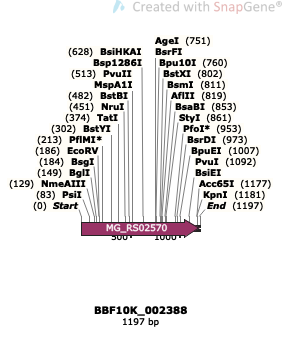 Created with SnapGene®
AgeI (751)
(628) BsiHKAI BsrFI
Bsp1286I Bpu10I (760)
(513) PvuII BstXI (802)
MspA1I BsmI (811)
(482) BstBI AflII (819)
(451) NruI BsaBI (853)
(374) TatI StyI (861)
(302) BstYI PfoI* (953)
(213) PflMI* BsrDI (973)
(186) EcoRV BpuEI (1007)
(184) BsgI PvuI (1092)
(149) BglI BsiEI
(129) NmeAIII Acc65I (1177)
(83) PsiI KpnI (1181)
(0) Start End (1197)
MG_RS02570
500 1000
BBF10K_002388
1197 bp